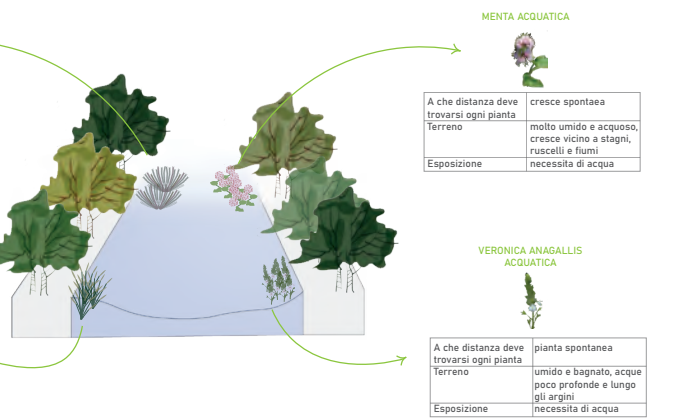 MENTA ACQUATICA
A che distanza deve
trovarsi ogni pianta
cresce spontaea
Terreno
molto umido e acquoso,
cresce vicino a stagni,
ruscelli e fiumi
Esposizione
necessita di acqua
VERONICA ANAGALLIS
ACQUATICA
A che distanza deve
trovarsi ogni pianta
pianta spontanea
Terreno
umido e bagnato, acque
poco profonde e lungo
gli argini
Esposizione
necessita di acqua